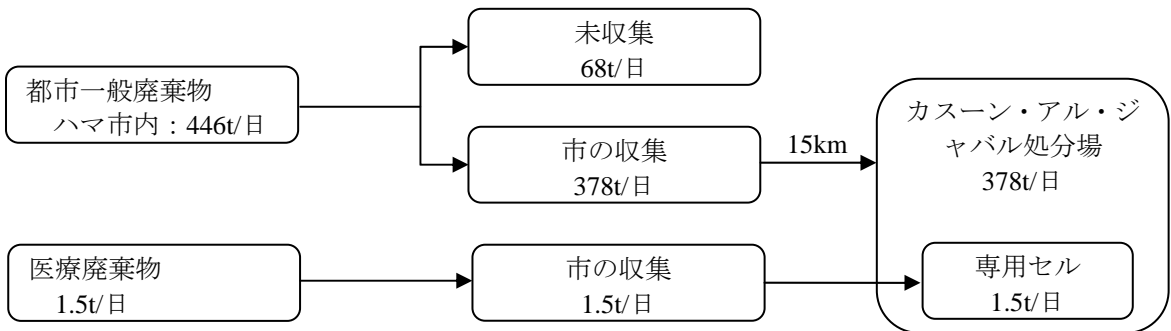 都市一般廃棄物
ハマ市内：446t/日
未収集
68t/日
市の収集
378t/日
15km
カスーン・アル・ジ
ャバル処分場
378t/日
医療廃棄物
1.5t/日
市の収集
1.5t/日
専用セル
1.5t/日